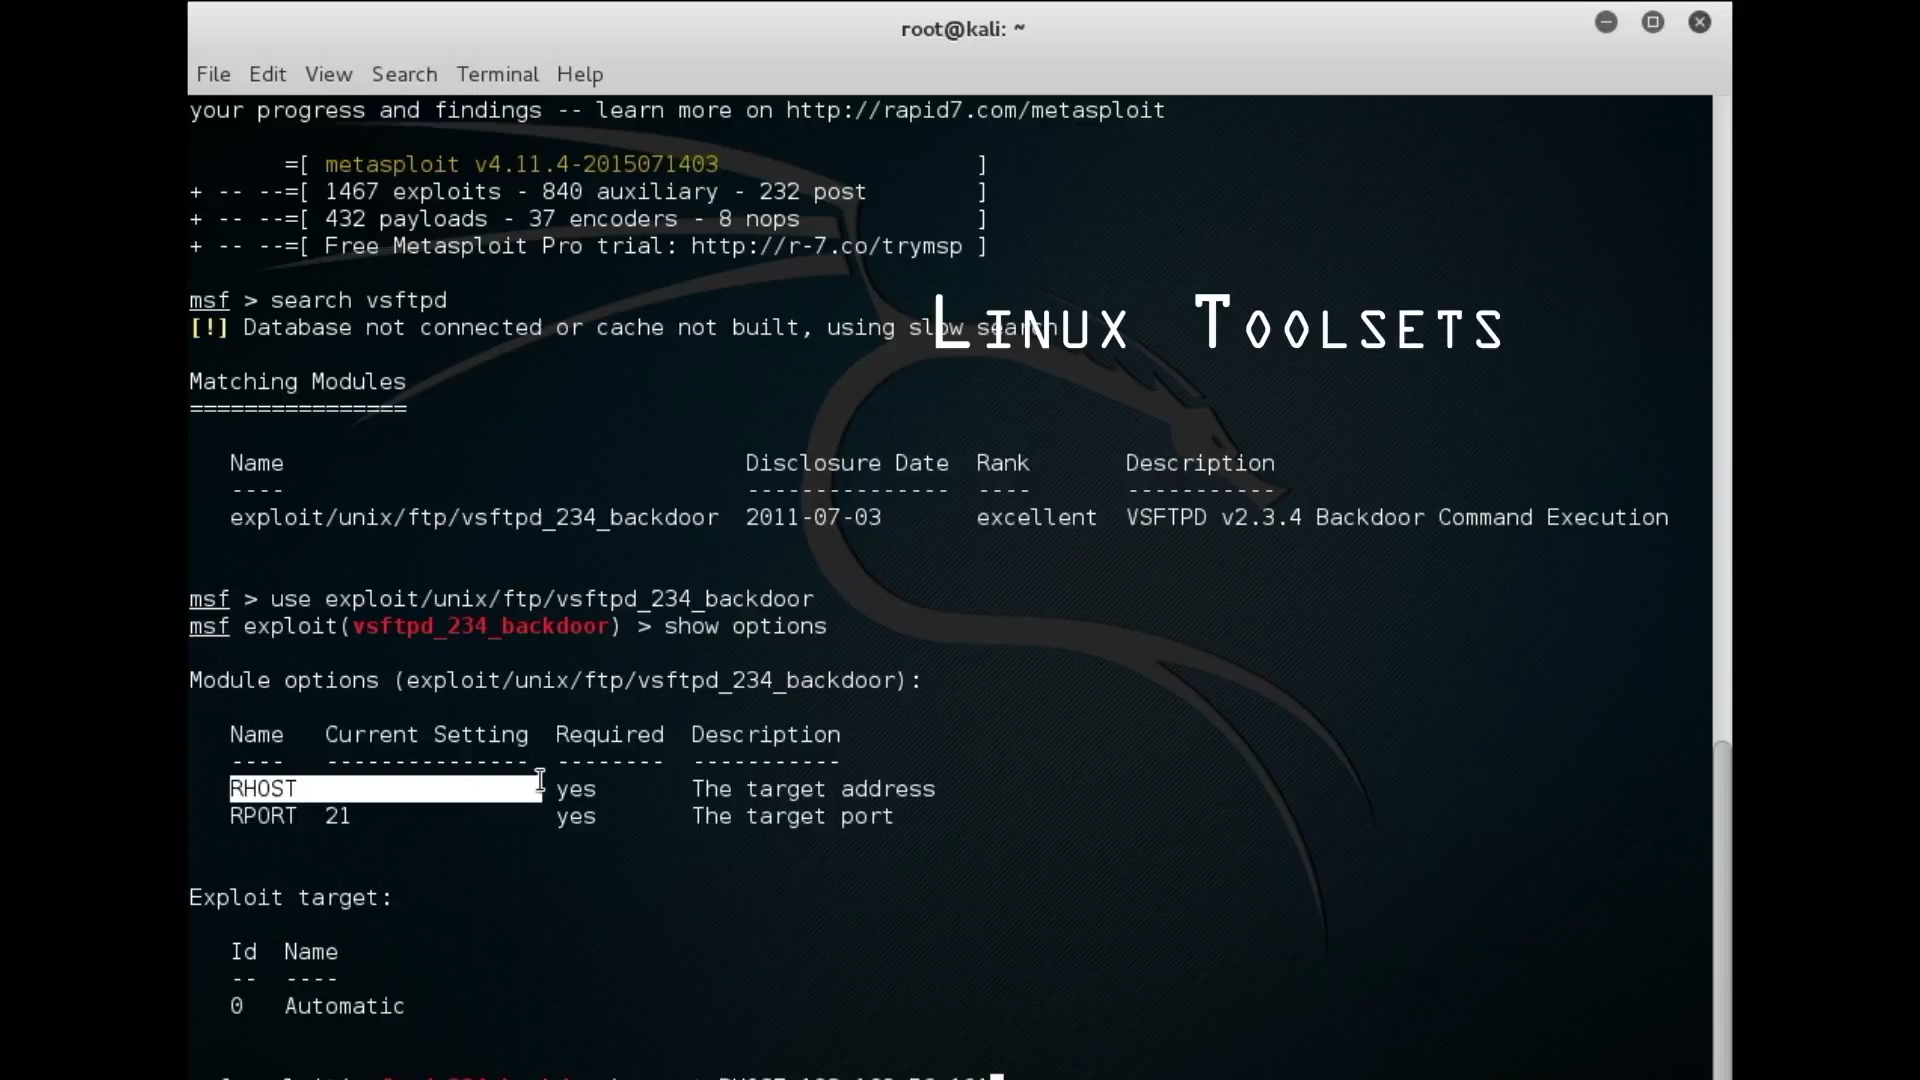 root@kali: ~
File Edit View Search Terminal Help
your progress and findings -- learn more on http://rapid7.com/metasploit
=[ metasploit v4.11.4-2015071403 ]
+ -- --=[ 1467 exploits - 840 auxiliary - 232 post ]
+ -- --=[ 432 payloads - 37 encoders - 8 nops ]
+ -- --=[ Free Metasploit Pro trial: http://r-7.co/trymsp ]
msf > search vsftpd
[!] Database not connected or cache not built, using slow search
Linux Toolsets
Matching Modules
================
Name Disclosure Date Rank Description
---- --------------- ---- -----------
exploit/unix/ftp/vsftpd_234_backdoor 2011-07-03 excellent VSFTPD v2.3.4 Backdoor Command Execution
msf > use exploit/unix/ftp/vsftpd_234_backdoor
msf exploit(vsftpd_234_backdoor) > show options
Module options (exploit/unix/ftp/vsftpd_234_backdoor):
Name Current Setting Required Description
---- --------------- -------- -----------
RHOST yes The target address
RPORT 21 yes The target port
Exploit target:
Id Name
-- ----
0 Automatic